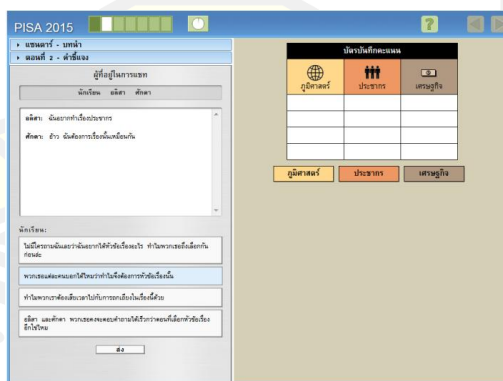 PISA 2015
?
แซนดาร์ - บทนำ
ตอนที่ 2 - คำชี้แจง
ผู้ที่อยู่ในการแชท
นักเรียน อลิสา ศักดา
อลิสา: ฉันอยากทำเรื่องประชากร
ศักดา: อ้าว ฉันต้องการเรื่องนั้นเหมือนกัน
นักเรียน:
ไม่มีใครถามฉันเลยว่าฉันอยากได้หัวข้อเรื่องอะไร ทำไมพวกเธอถึงเลือกกัน
ก่อนล่ะ
พวกเธอแต่ละคนบอกได้ไหมว่าทำไมจึงต้องการหัวข้อเรื่องนั้น
ทำไมพวกเราต้องเสียเวลาไปกับการถกเถียงในเรื่องนี้ด้วย
อลิสา และศักดา พวกเธอคงจะตอบคำถามได้เร็วกว่าตอนที่เลือกหัวข้อเรื่อง
อีกใช่ไหม
ส่ง
บัตรบันทึกคะแนน
ภูมิศาสตร์ ประชากร เศรษฐกิจ
ภูมิศาสตร์ ประชากร เศรษฐกิจ